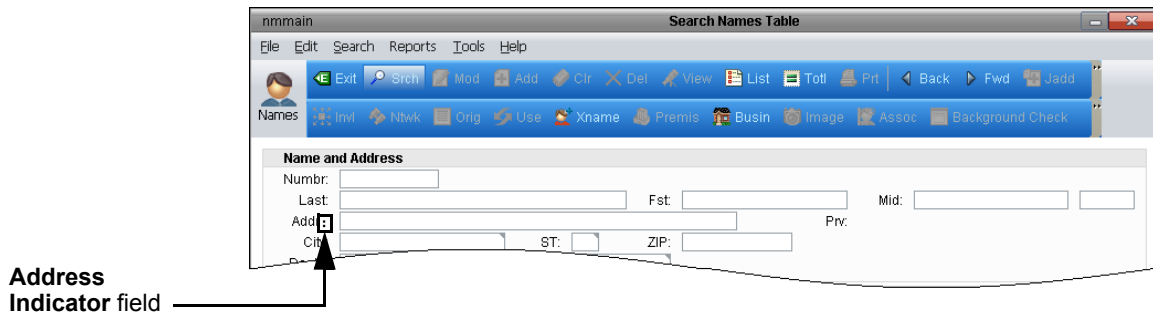 nmmain Search Names Table
File Edit Search Reports Tools Help
Exit Srch Mod Add Clr Del View List Totl Prt Back Fwd Jadd
Names Invl Ntwk Orig Use Xname Premis Busin Image Assoc Background Check
Name and Address
Numbr:
Last: Fst: Mid:
Addr: Prv:
City: ST: ZIP:
Address
Indicator field